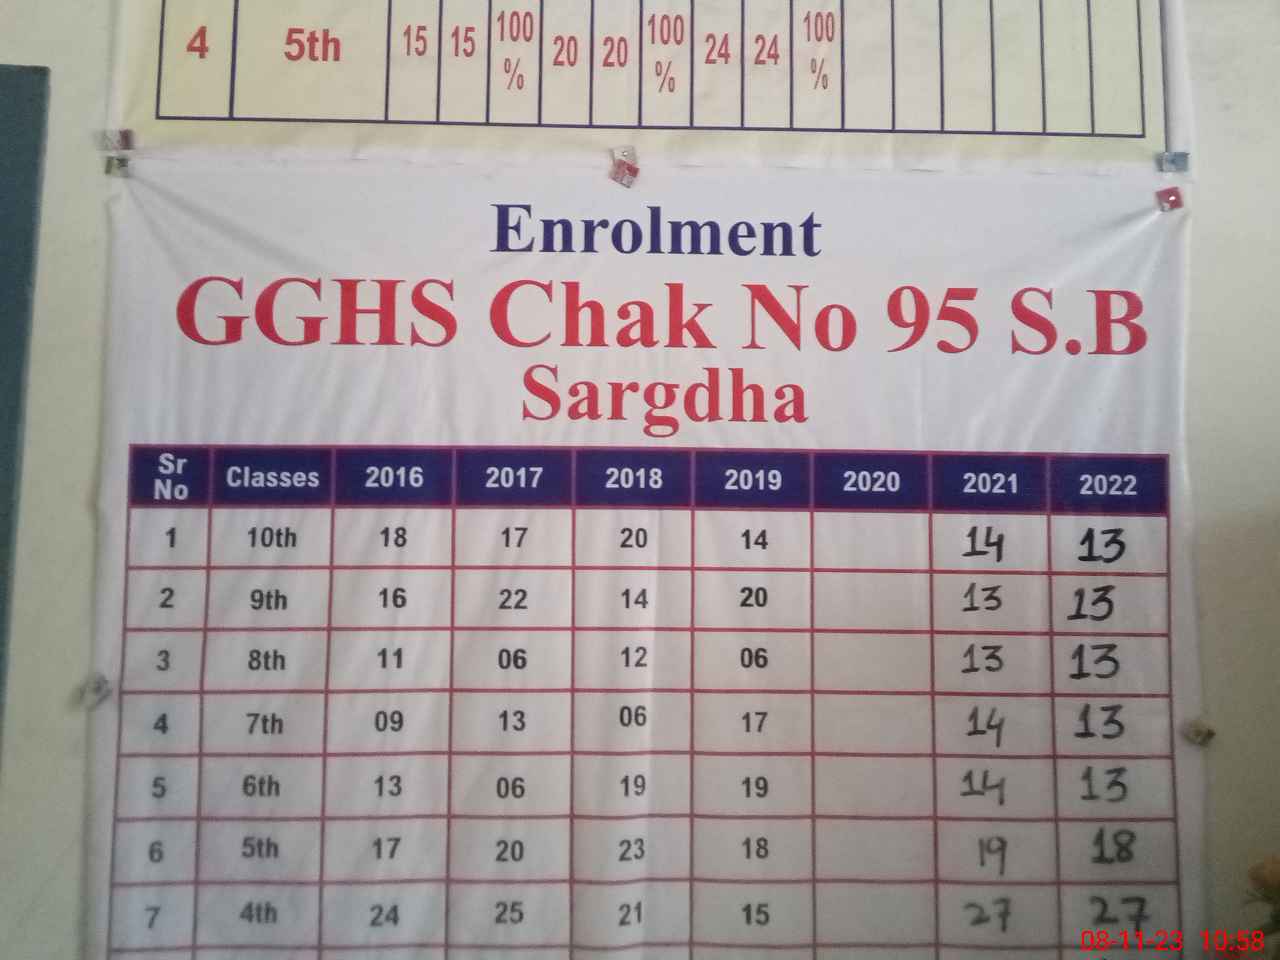 4 5th 15 15 100 % 20 20 100 % 24 24 100 %
Enrolment
GGHS Chak No 95 S.B
Sargdha
Sr No Classes 2016 2017 2018 2019 2020 2021 2022
1 10th 18 17 20 14 14 13
2 9th 16 22 14 20 13 13
3 8th 11 06 12 06 13 13
4 7th 09 13 06 17 14 13
5 6th 13 06 19 19 14 13
6 5th 17 20 23 18 19 18
7 4th 24 25 21 15 27 27
08-11-23 10:58